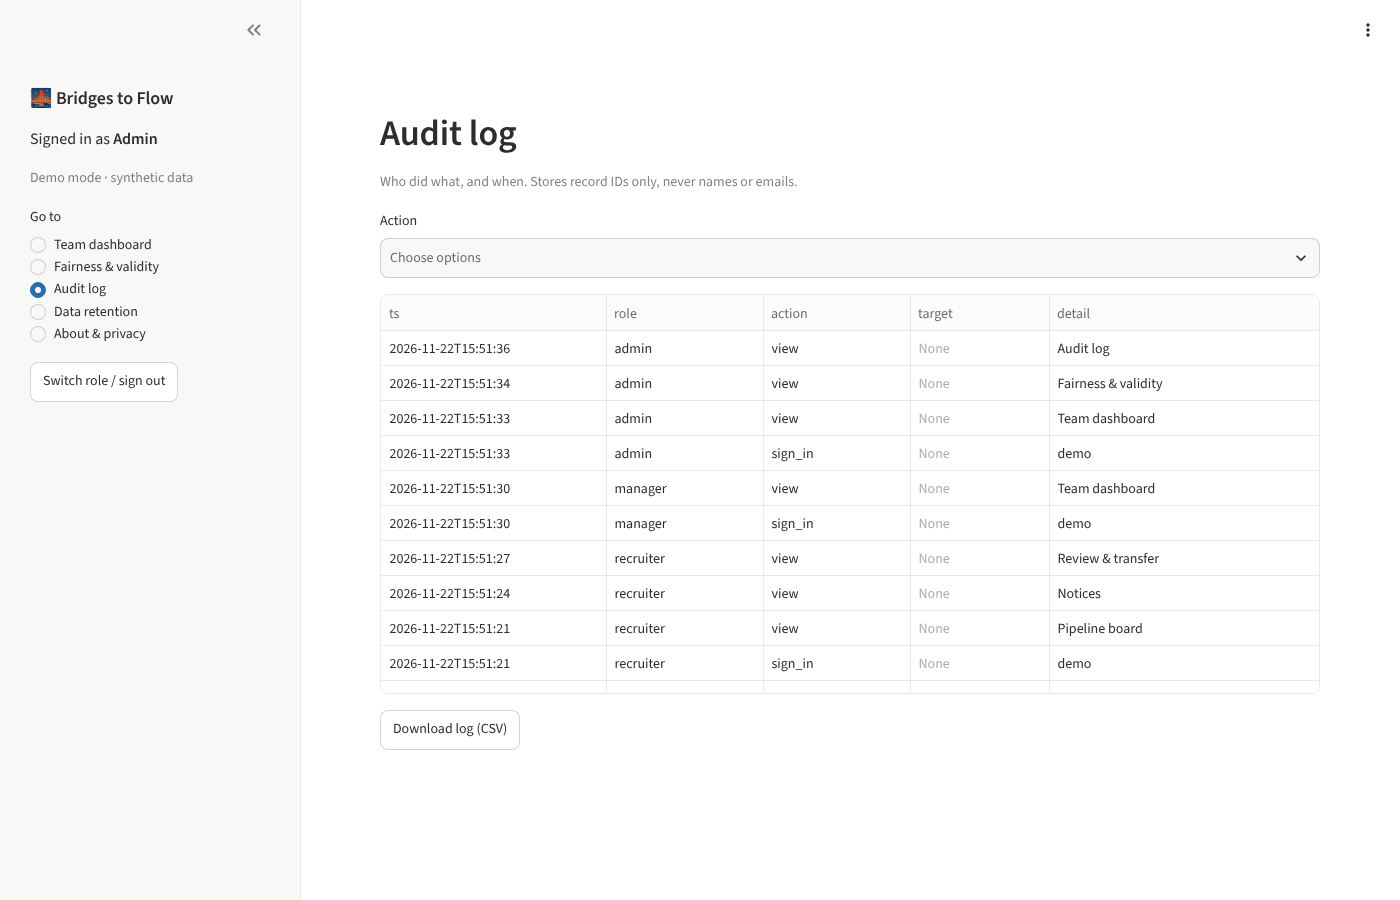 Bridges to Flow
Signed in as Admin
Demo mode · synthetic data
Go to
Team dashboard
Fairness & validity
Audit log
Data retention
About & privacy
Switch role / sign out
Audit log
Who did what, and when. Stores record IDs only, never names or emails.
Action
Choose options
ts role action target detail
2026-11-22T15:51:36 admin view None Audit log
2026-11-22T15:51:34 admin view None Fairness & validity
2026-11-22T15:51:33 admin view None Team dashboard
2026-11-22T15:51:33 admin sign_in None demo
2026-11-22T15:51:30 manager view None Team dashboard
2026-11-22T15:51:30 manager sign_in None demo
2026-11-22T15:51:27 recruiter view None Review & transfer
2026-11-22T15:51:24 recruiter view None Notices
2026-11-22T15:51:21 recruiter view None Pipeline board
2026-11-22T15:51:21 recruiter sign_in None demo
Download log (CSV)